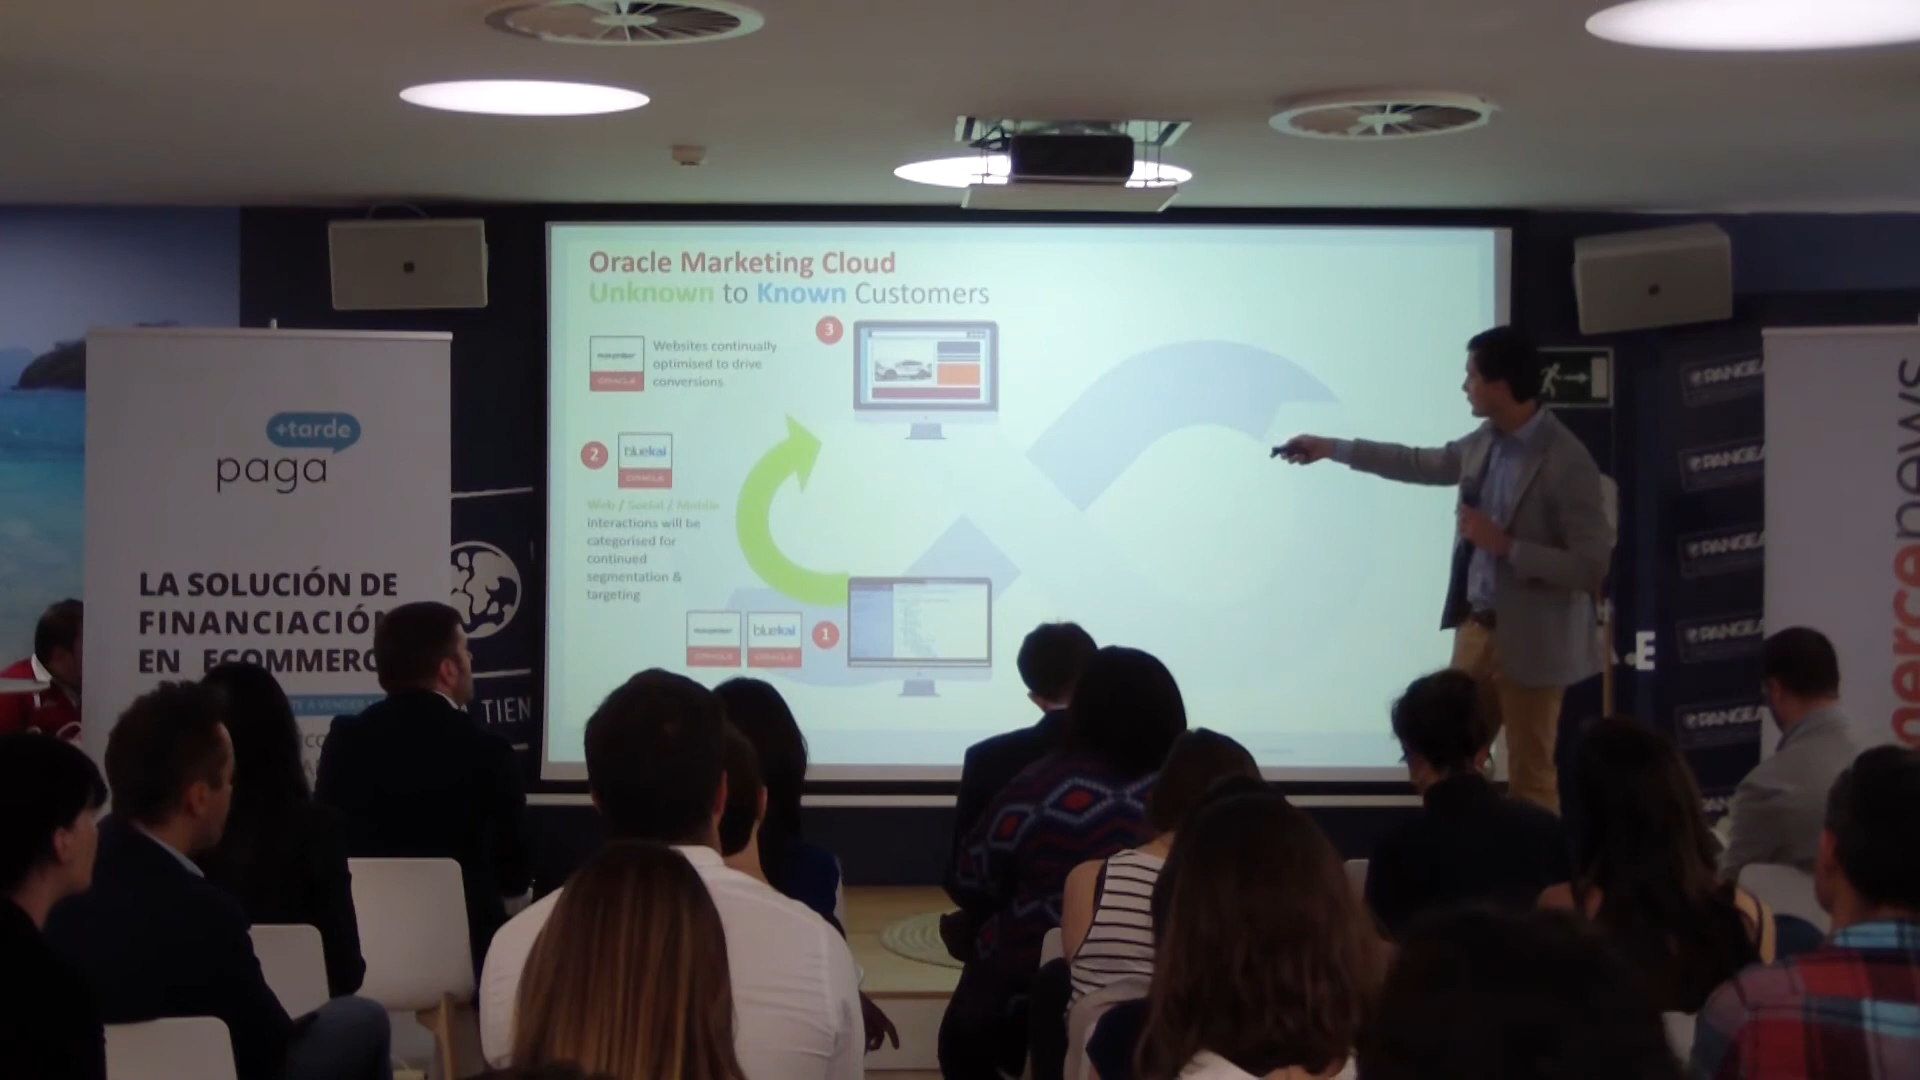 Oracle Marketing Cloud
Unknown to Known Customers
3
Websites continually
optimised to drive
conversions
ORACLE
2
bluekai
ORACLE
Web / Social / Mobile
interactions will be
categorised for
continued
segmentation &
targeting
bluekai
1
ORACLE
ORACLE
+tarde
paga
LA SOLUCIÓN DE
FINANCIACIÓN
EN ECOMMERC
TIEN
.E
PANGEA
PANGEA
PANGEA
PANGEA
PANGEA
mercenews